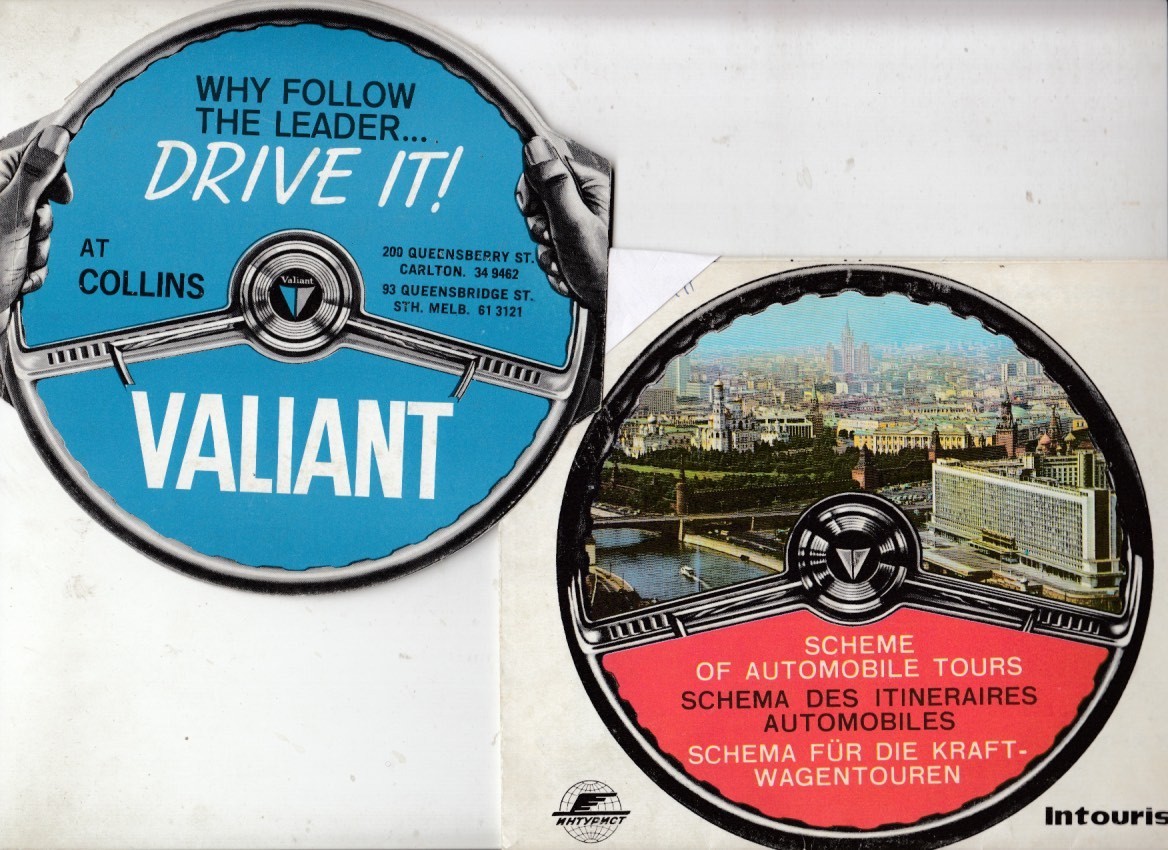 WHY FOLLOW
THE LEADER...
DRIVE IT!
AT
COLLINS
200 QUEENSBERRY ST.
CARLTON. 34 9462
93 QUEENSBRIDGE ST.
STH. MELB. 61 3121
Valiant
VALIANT
SCHEME
OF AUTOMOBILE TOURS
SCHEMA DES ITINERAIRES
AUTOMOBILES
SCHEMA FÜR DIE KRAFT-
WAGENTOUREN
ИНТУРИСТ
Intouris